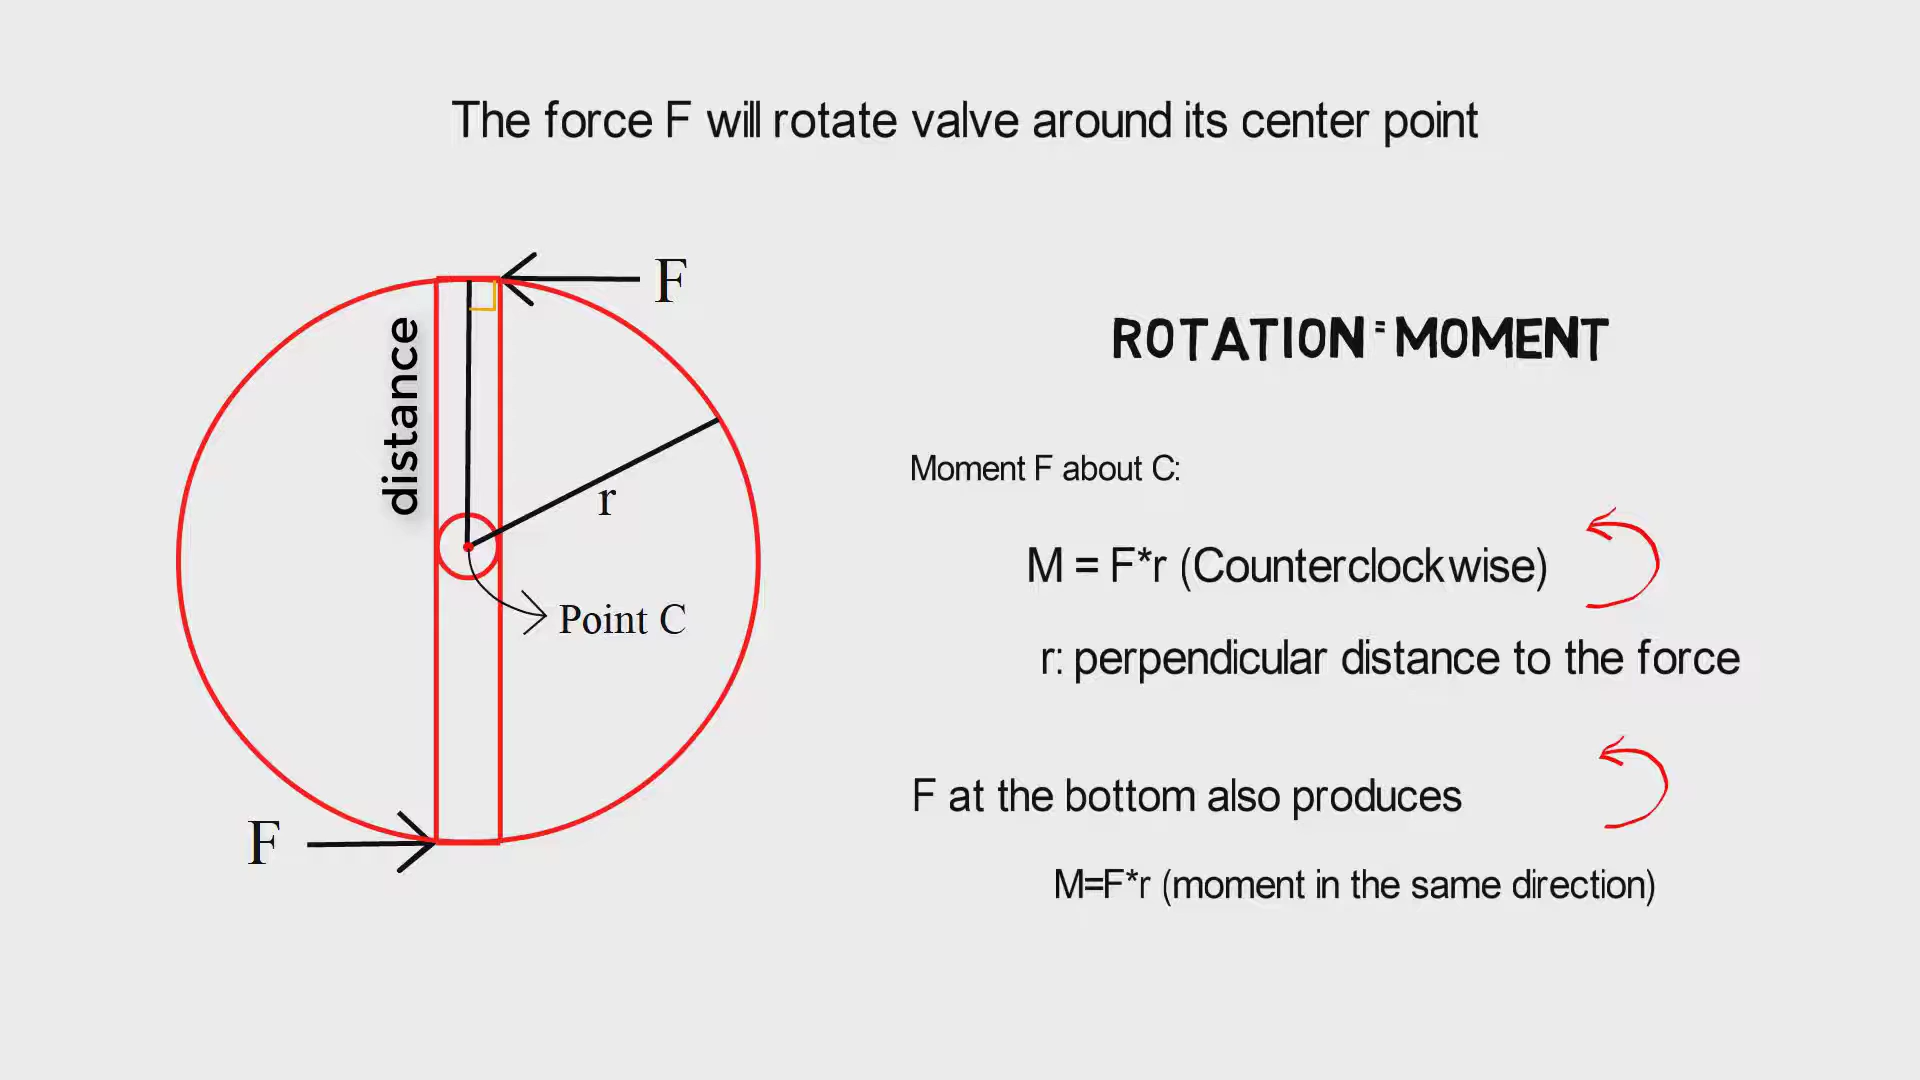 The force F will rotate valve around its center point
F
distance
r
Point C
F
ROTATION = MOMENT
Moment F about C:
M = F*r (Counterclockwise)
r: perpendicular distance to the force
F at the bottom also produces
M=F*r (moment in the same direction)